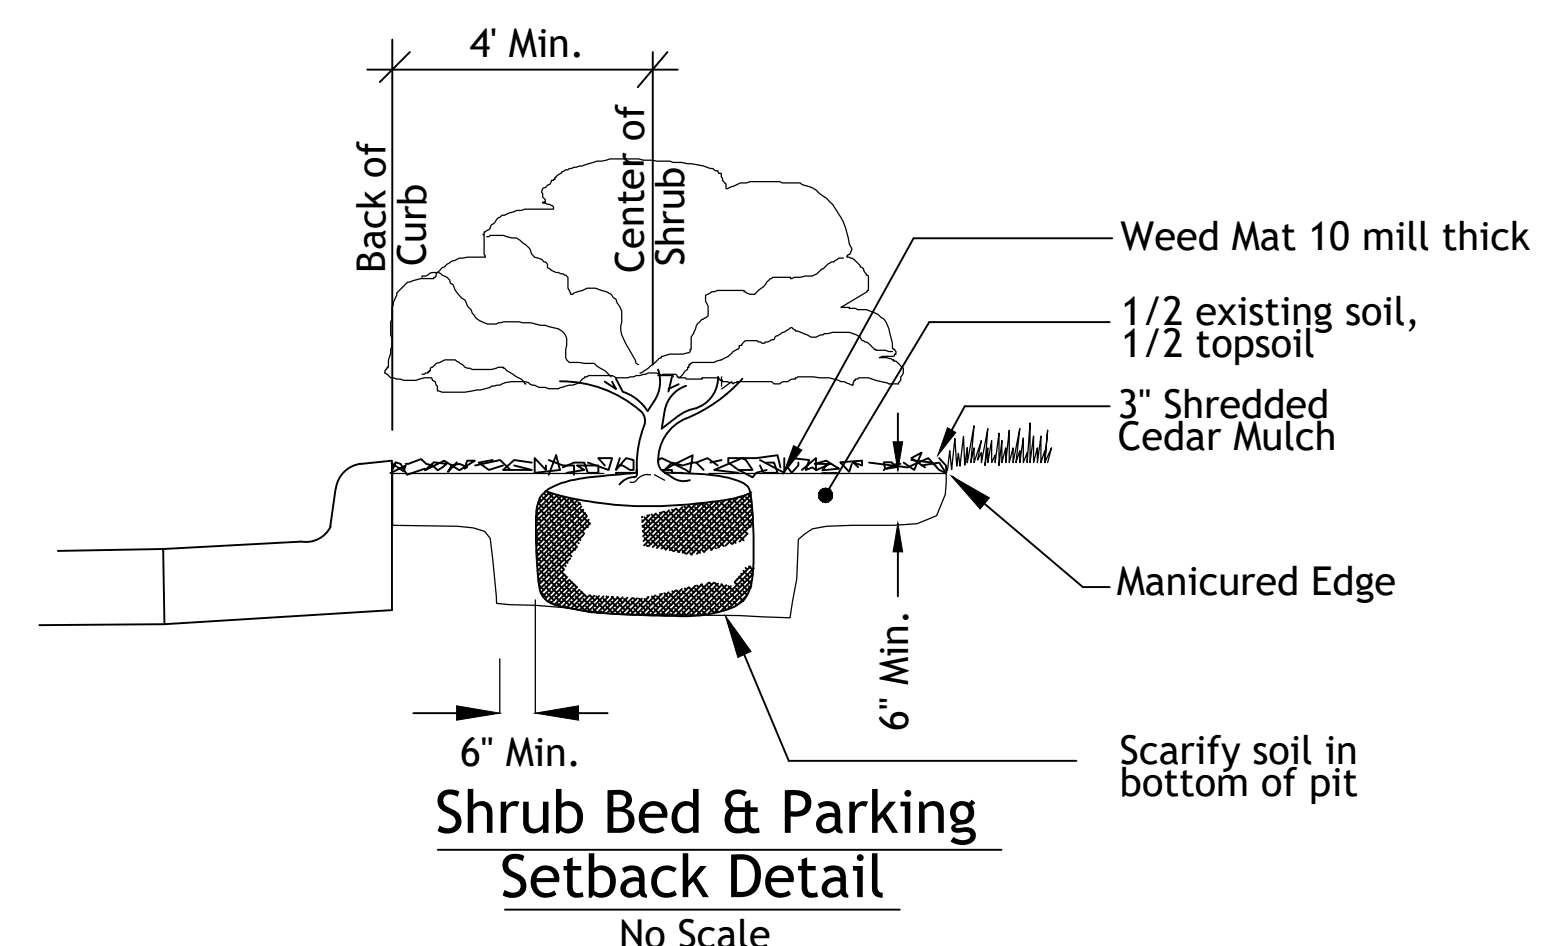 4' Min.
Back of
Curb
Center of
Shrub
Weed Mat 10 mill thick
1/2 existing soil,
1/2 topsoil
3" Shredded
Cedar Mulch
Manicured Edge
6" Min.
6" Min.
Scarify soil in
bottom of pit
Shrub Bed & Parking
Setback Detail
No Scale